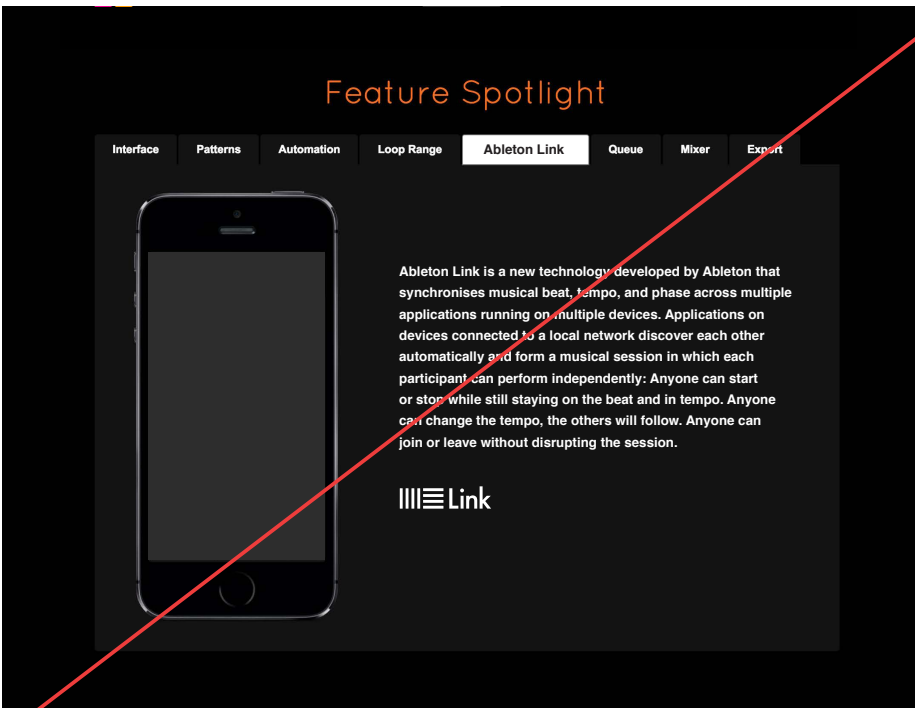 Feature Spotlight
Interface Patterns Automation Loop Range Ableton Link Queue Mixer Export
Ableton Link is a new technology developed by Ableton that
synchronises musical beat, tempo, and phase across multiple
applications running on multiple devices. Applications on
devices connected to a local network discover each other
automatically and form a musical session in which each
participant can perform independently: Anyone can start
or stop while still staying on the beat and in tempo. Anyone
can change the tempo, the others will follow. Anyone can
join or leave without disrupting the session.
Link